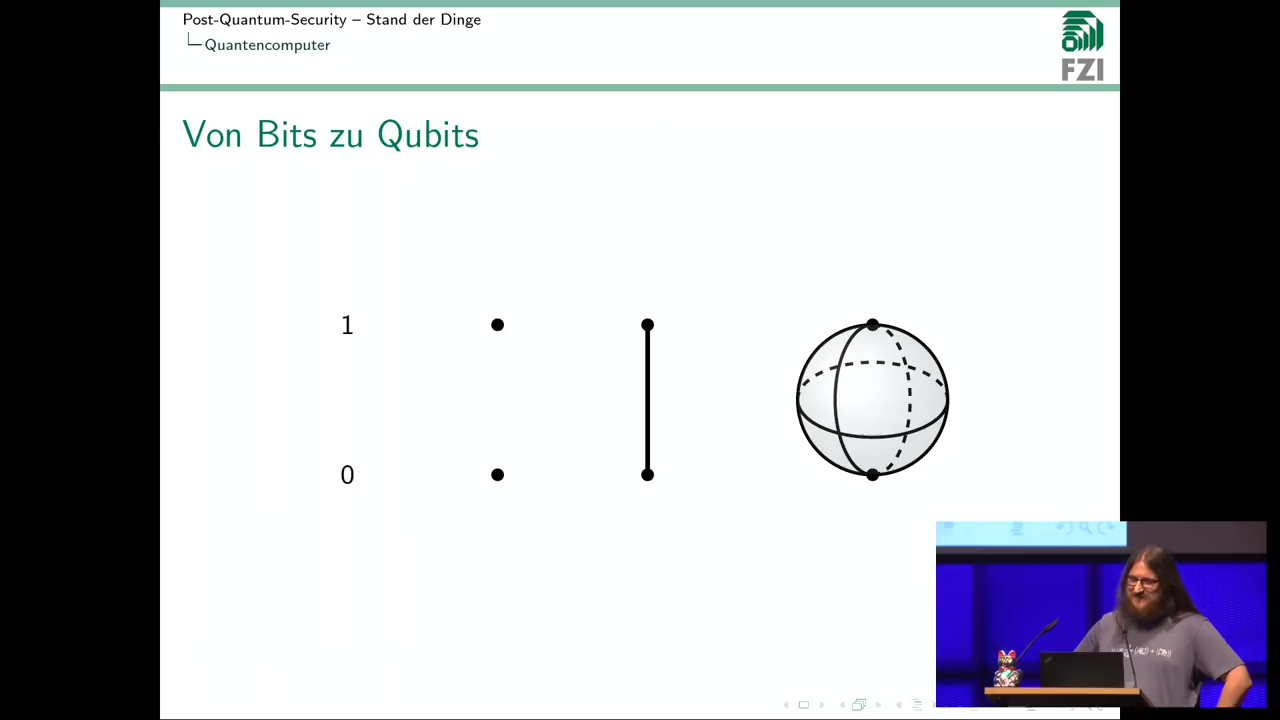 Post-Quantum-Security – Stand der Dinge
Quantencomputer
FZI
Von Bits zu Qubits
1
0